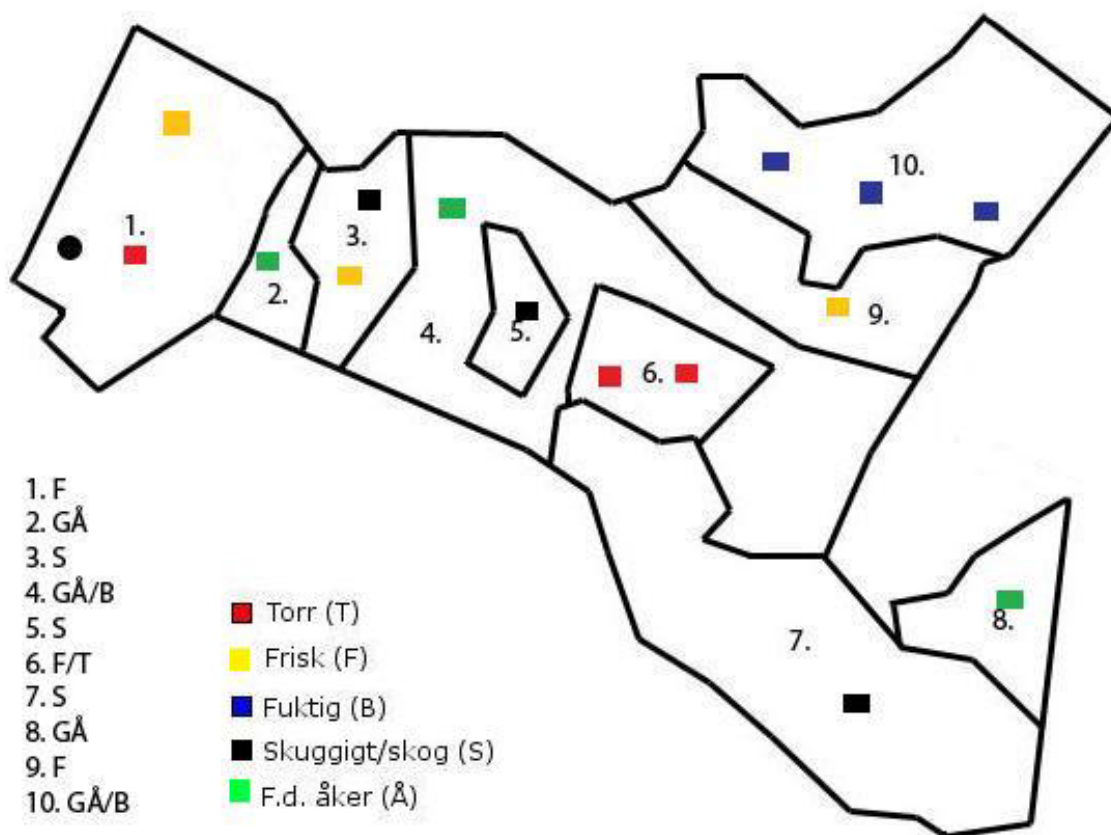 10.
1.
3.
2.
9.
4.
5.
6.
1. F
2. GÅ
3. S
4. GÅ/B
5. S
6. F/T
7. S
8. GÅ
9. F
10. GÅ/B
Torr (T)
Frisk (F)
Fuktig (B)
Skuggigt/skog (S)
F.d. åker (Å)
8.
7.